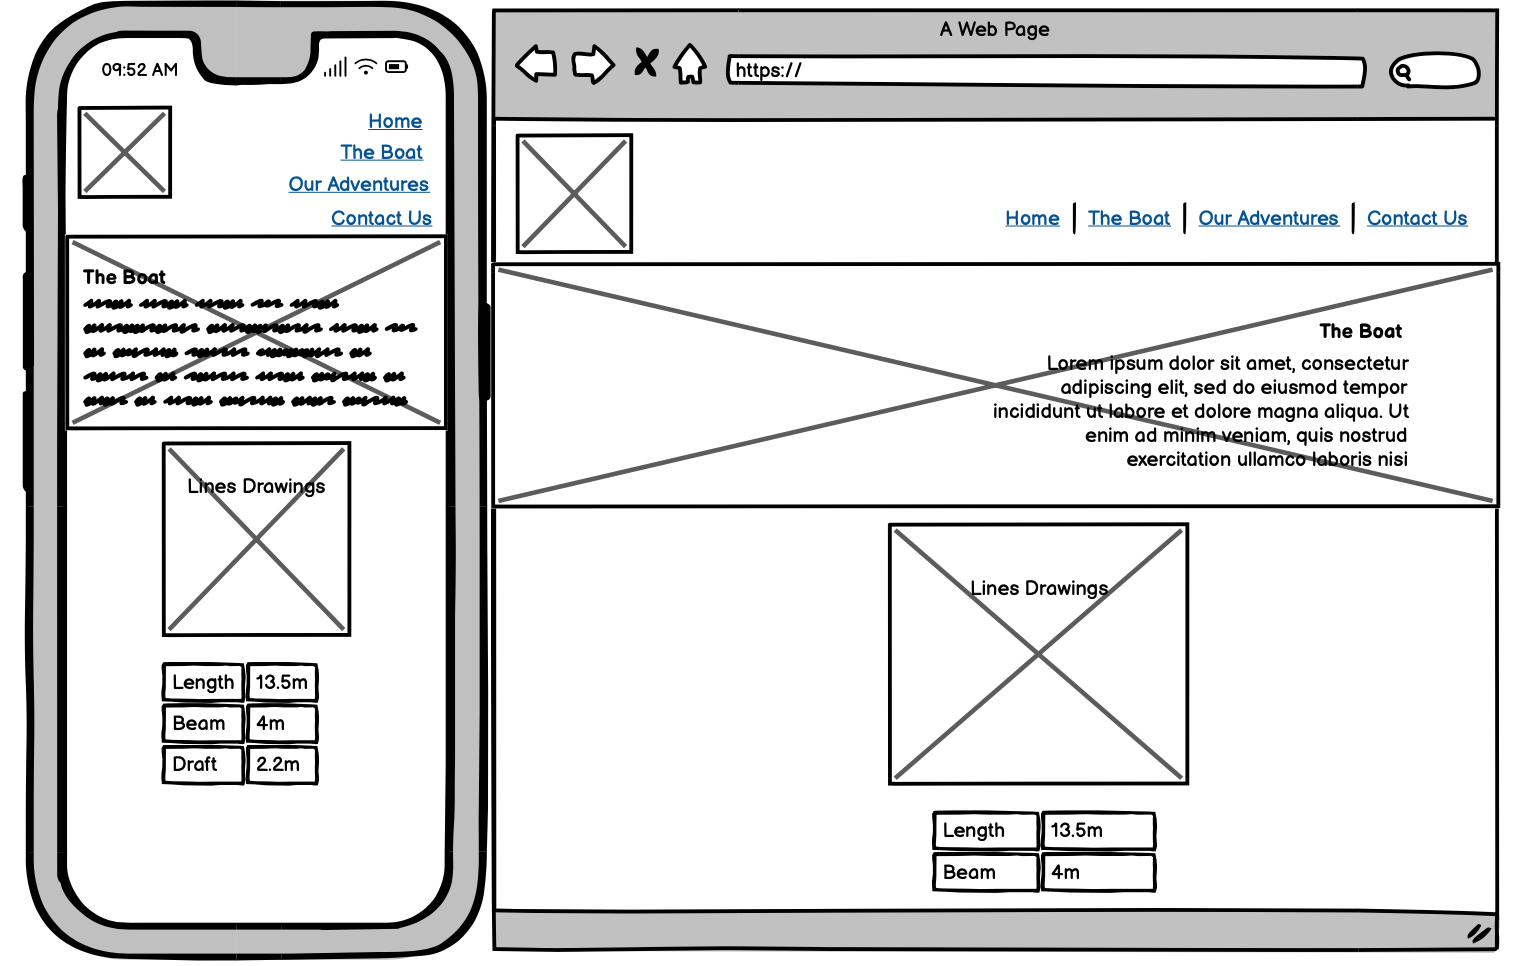 09:52 AM
Home
The Boat
Our Adventures
Contact Us
The Boat
Lines Drawings
Length 13.5m
Beam 4m
Draft 2.2m
A Web Page
https://
Home The Boat Our Adventures Contact Us
The Boat
Lorem ipsum dolor sit amet, consectetur
adipiscing elit, sed do eiusmod tempor
incididunt ut labore et dolore magna aliqua. Ut
enim ad minim veniam, quis nostrud
exercitation ullamco laboris nisi
Lines Drawings
Length 13.5m
Beam 4m